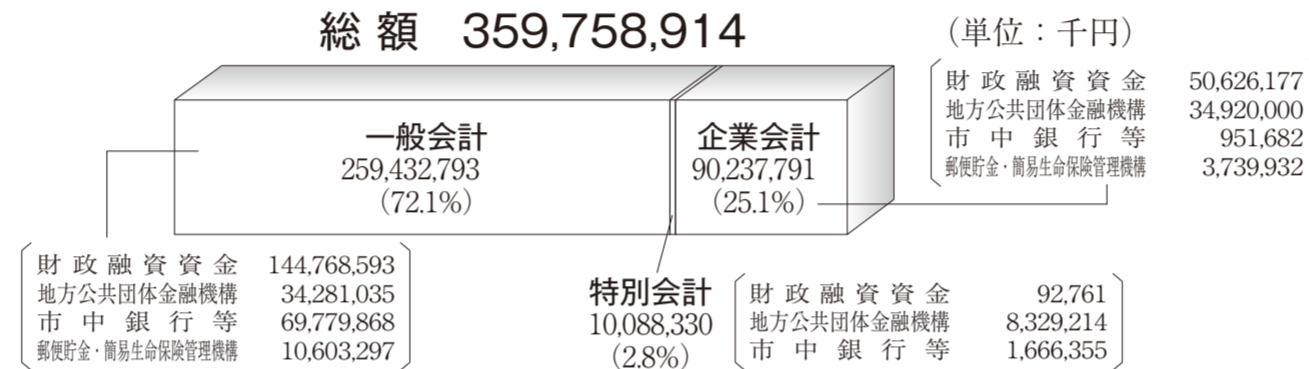 総額 359,758,914 (単位：千円)
一般会計
259,432,793
(72.1%)
企業会計
90,237,791
(25.1%)
財政融資資金 50,626,177
地方公共団体金融機構 34,920,000
市中銀行等 951,682
郵便貯金・簡易生命保険管理機構 3,739,932
財政融資資金 144,768,593
地方公共団体金融機構 34,281,035
市中銀行等 69,779,868
郵便貯金・簡易生命保険管理機構 10,603,297
特別会計
10,088,330
(2.8%)
財政融資資金 92,761
地方公共団体金融機構 8,329,214
市中銀行等 1,666,355